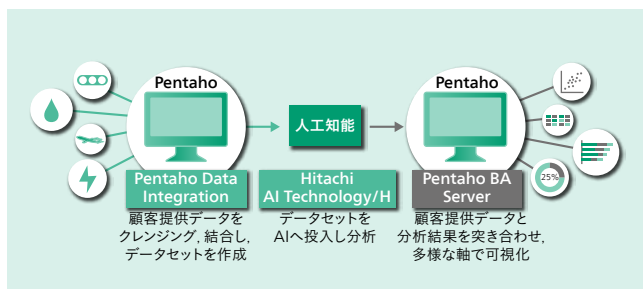 Pentaho
Pentaho
人工知能
25%
Pentaho Data
Integration
Hitachi
AI Technology/H
Pentaho BA
Server
顧客提供データを
クレンジング, 結合し,
データセットを作成
データセットを
AIへ投入し分析
顧客提供データと
分析結果を突き合わせ,
多様な軸で可視化